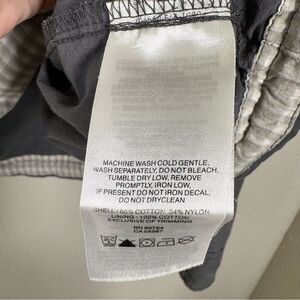 MACHINE WASH COLD GENTLE,
WASH SEPARATELY, DO NOT BLEACH,
TUMBLE DRY LOW, REMOVE
PROMPTLY, IRON LOW,
IF PRESENT DO NOT IRON DECAL,
DO NOT DRYCLEAN
SHELL: 66% COTTON, 34% NYLON
LINING : 100% COTTON
EXCLUSIVE OF TRIMMING
RN
CA